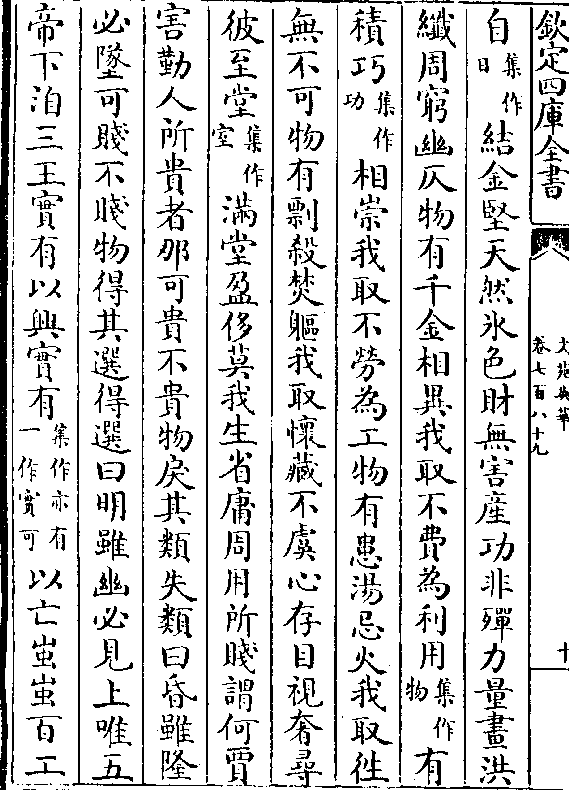 欽定四庫全書
文苑英華
卷七百八十九
十
自集作日結金堅天然氷色財無害産功非殫力量畫洪
纖周窮幽仄物有千金相異我取不費為利用集作物有
積巧集作功相崇我取不勞為工物有患湯忌火我取徃
無不可物有剽殺焚軀我取懷藏不虞心存目視奢尋
彼至堂集作室滿堂盈侈莫我生省庸周用所賤謂何賈
害勤人所貴者那可貴不貴物戾其類失類曰昏雖隆
必墜可賤不賤物得其選得選曰明雖幽必見上唯五
帝下洎三王實有以興實有集作亦有一作實可以亡蚩蚩百工